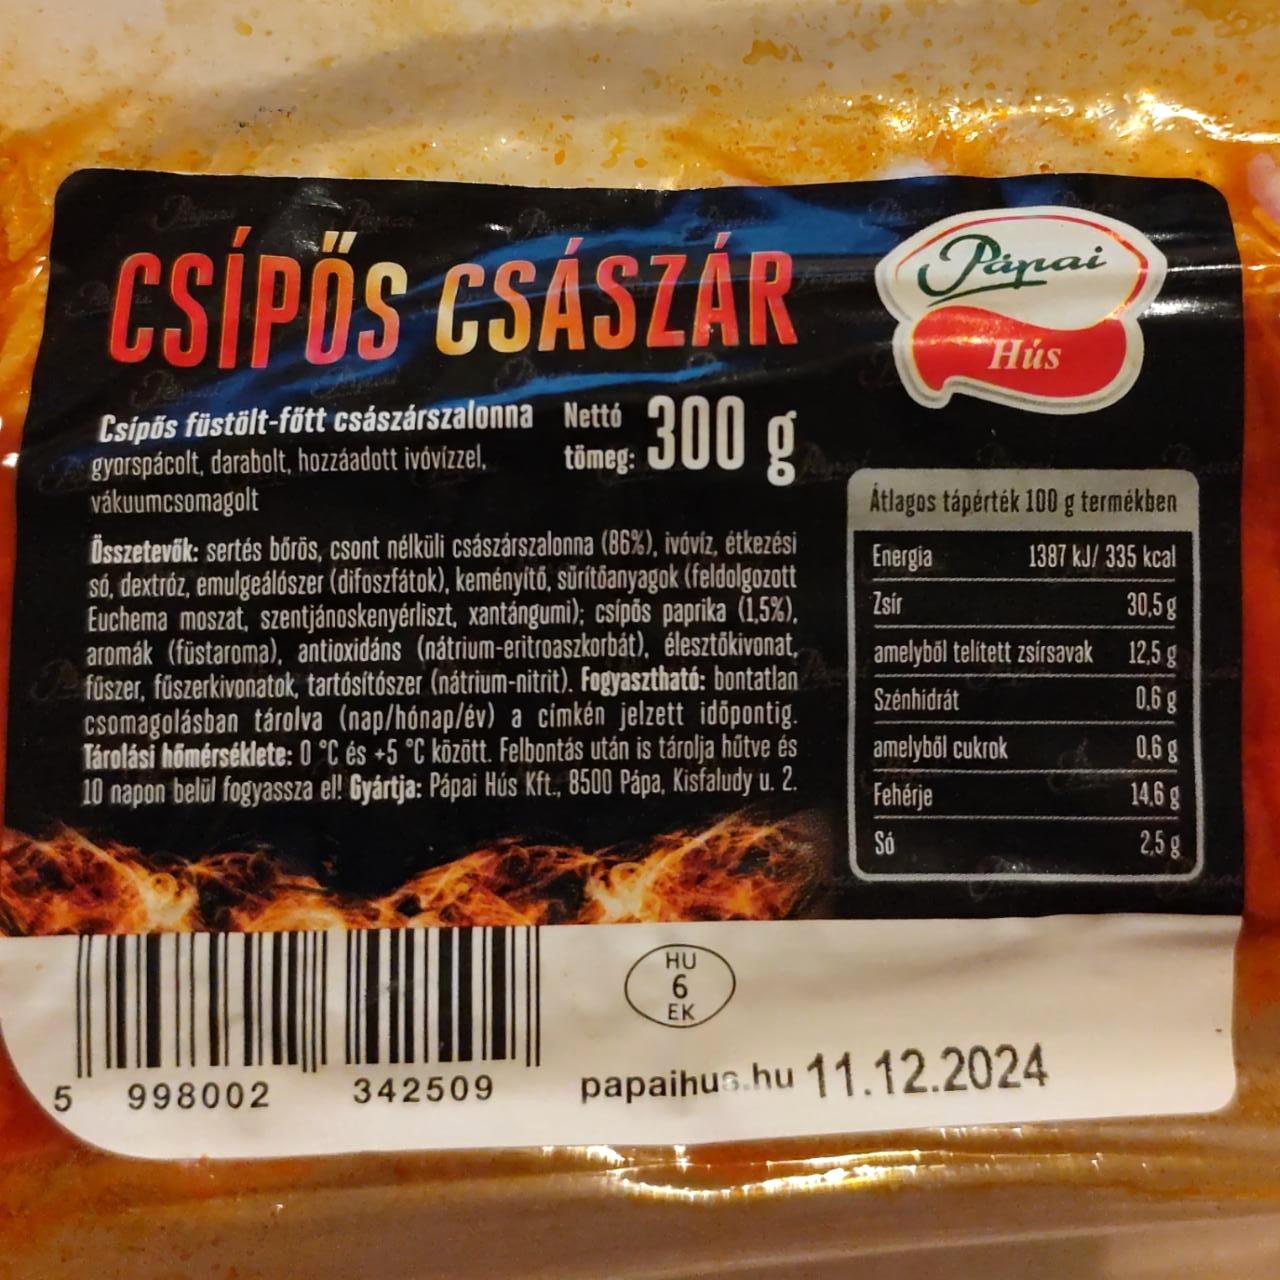 CSÍPŐS CSÁSZÁR
Pápai
Hús
Csípős füstölt-főtt császárszalonna
gyorspácolt, darabolt, hozzáadott ivóvízzel,
vákuumcsomagolt
Nettó
tömeg: 300 g
Összetevők: sertés bőrös, csont nélküli császárszalonna (86%), ivóvíz, étkezési
só, dextróz, emulgeálószer (difoszfátok), keményítő, sűrítőanyagok (feldolgozott
Euchema moszat, szentjánoskenyérliszt, xantángumi); csípős paprika (1,5%),
aromák (füstaroma), antioxidáns (nátrium-eritroaszkorbát), élesztőkivonat,
fűszer, fűszerkivonatok, tartósítószer (nátrium-nitrit). Fogyasztható: bontatlan
csomagolásban tárolva (nap/hónap/év) a címkén jelzett időpontig.
Tárolási hőmérséklete: 0 °C és +5 °C között. Felbontás után is tárolja hűtve és
10 napon belül fogyassza el! Gyártja: Pápai Hús Kft., 8500 Pápa, Kisfaludy u. 2.
Átlagos tápérték 100 g termékben
Energia 1387 kJ/ 335 kcal
Zsír 30,5 g
amelyből telített zsírsavak 12,5 g
Szénhidrát 0,6 g
amelyből cukrok 0,6 g
Fehérje 14,6 g
Só 2,5 g
HU
6
EK
5 998002 342509
papaihus.hu 11.12.2024